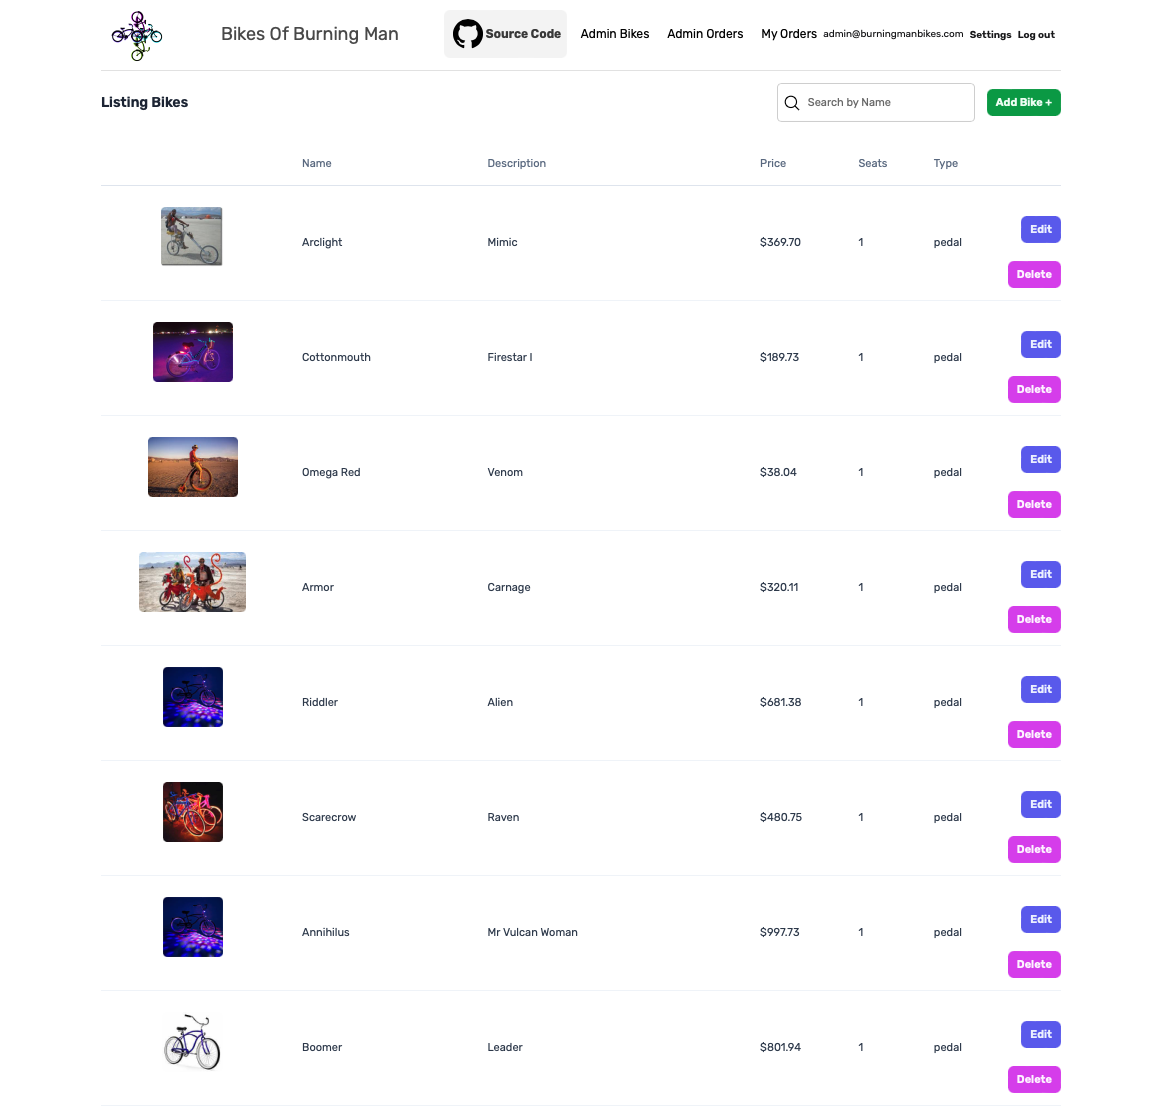 Bikes Of Burning Man
Source Code
Admin Bikes
Admin Orders
My Orders
admin@burningmanbikes.com
Settings
Log out
Listing Bikes
Search by Name
Add Bike +
Name Description Price Seats Type
Arclight Mimic $369.70 1 pedal
Edit
Delete
Cottonmouth Firestar I $189.73 1 pedal
Edit
Delete
Omega Red Venom $38.04 1 pedal
Edit
Delete
Armor Carnage $320.11 1 pedal
Edit
Delete
Riddler Alien $681.38 1 pedal
Edit
Delete
Scarecrow Raven $480.75 1 pedal
Edit
Delete
Annihilus Mr Vulcan Woman $997.73 1 pedal
Edit
Delete
Boomer Leader $801.94 1 pedal
Edit
Delete